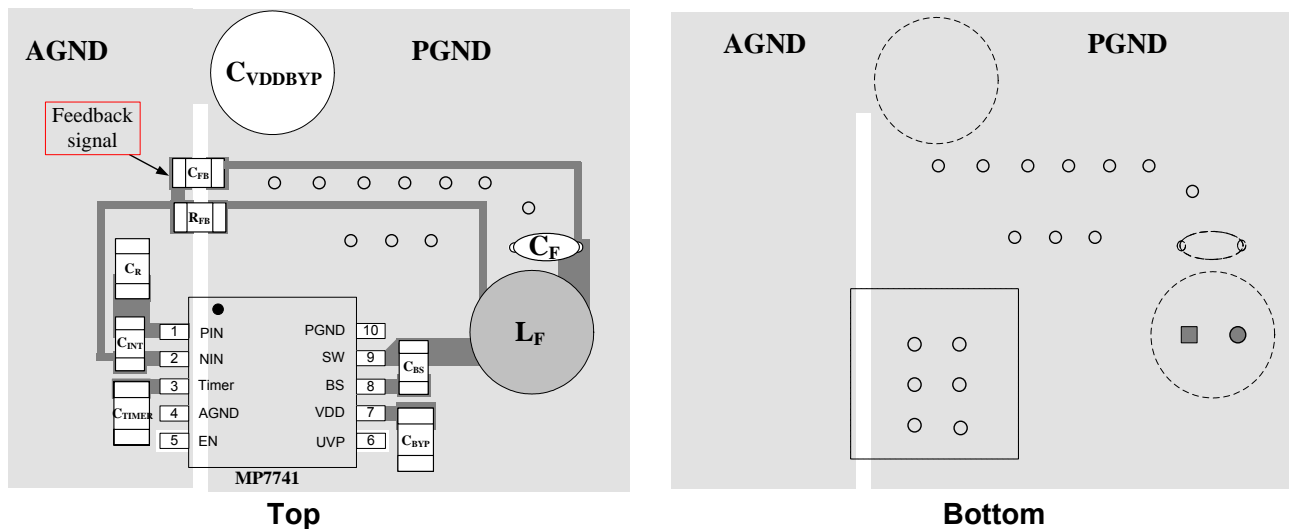 AGND
PGND
CVDDBYP
Feedback
signal
CFB
RFB
CR
CF
LF
CINT
CTIMER
CBS
CBYP
1 PIN
2 NIN
3 Timer
4 AGND
5 EN
PGND 10
SW 9
BS 8
VDD 7
UVP 6
MP7741
Top
AGND
PGND
Bottom